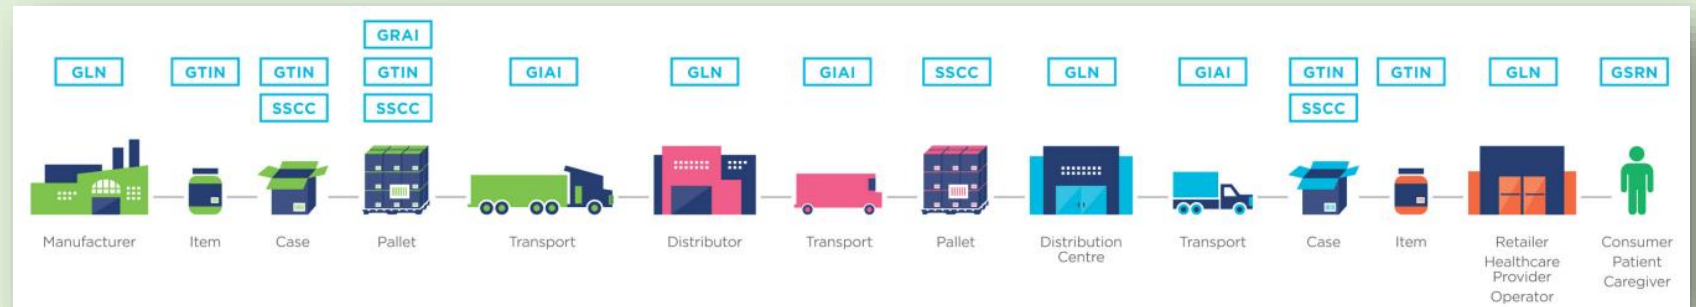 GRAI
GLN GTIN GTIN GTIN GIAI GLN GIAI SSCC GLN GIAI GTIN GTIN GLN GSRN
SSCC SSCC SSCC
Manufacturer Item Case Pallet Transport Distributor Transport Pallet Distribution Centre Transport Case Item Retailer Consumer
Healthcare Provider Patient
Operator Caregiver